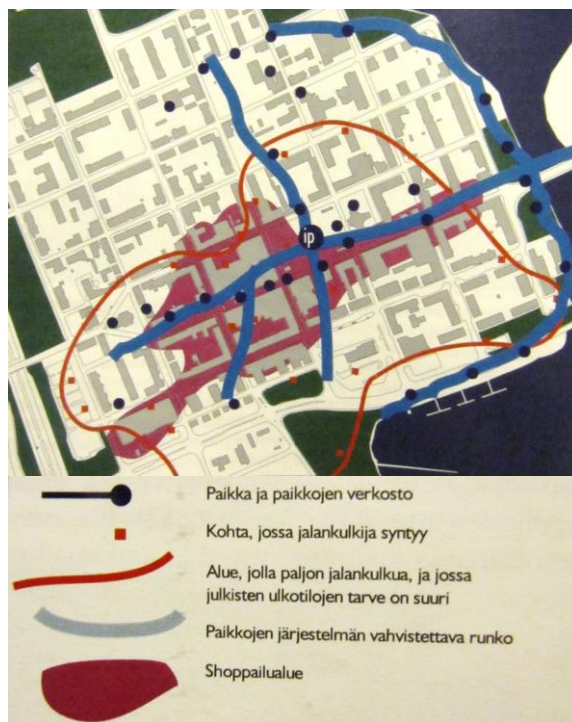 ip
Paikka ja paikkojen verkosto
Kohta, jossa jalankulkija syntyy
Alue, jolla paljon jalankulkua, ja jossa
julkisten ulkotilojen tarve on suuri
Paikkojen järjestelmän vahvistettava runko
Shoppailualue